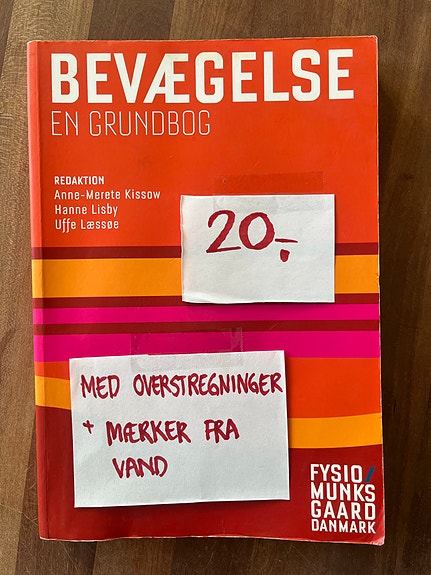 BEVÆGELSE
EN GRUNDBOG
REDAKTION
Anne-Merete Kissow
Hanne Lisby
Uffe Læssøe
20,-
MED OVERSTREGNINGER
+ MÆRKER FRA
VAND
FYSIO/
MUNKS
GAARD
DANMARK